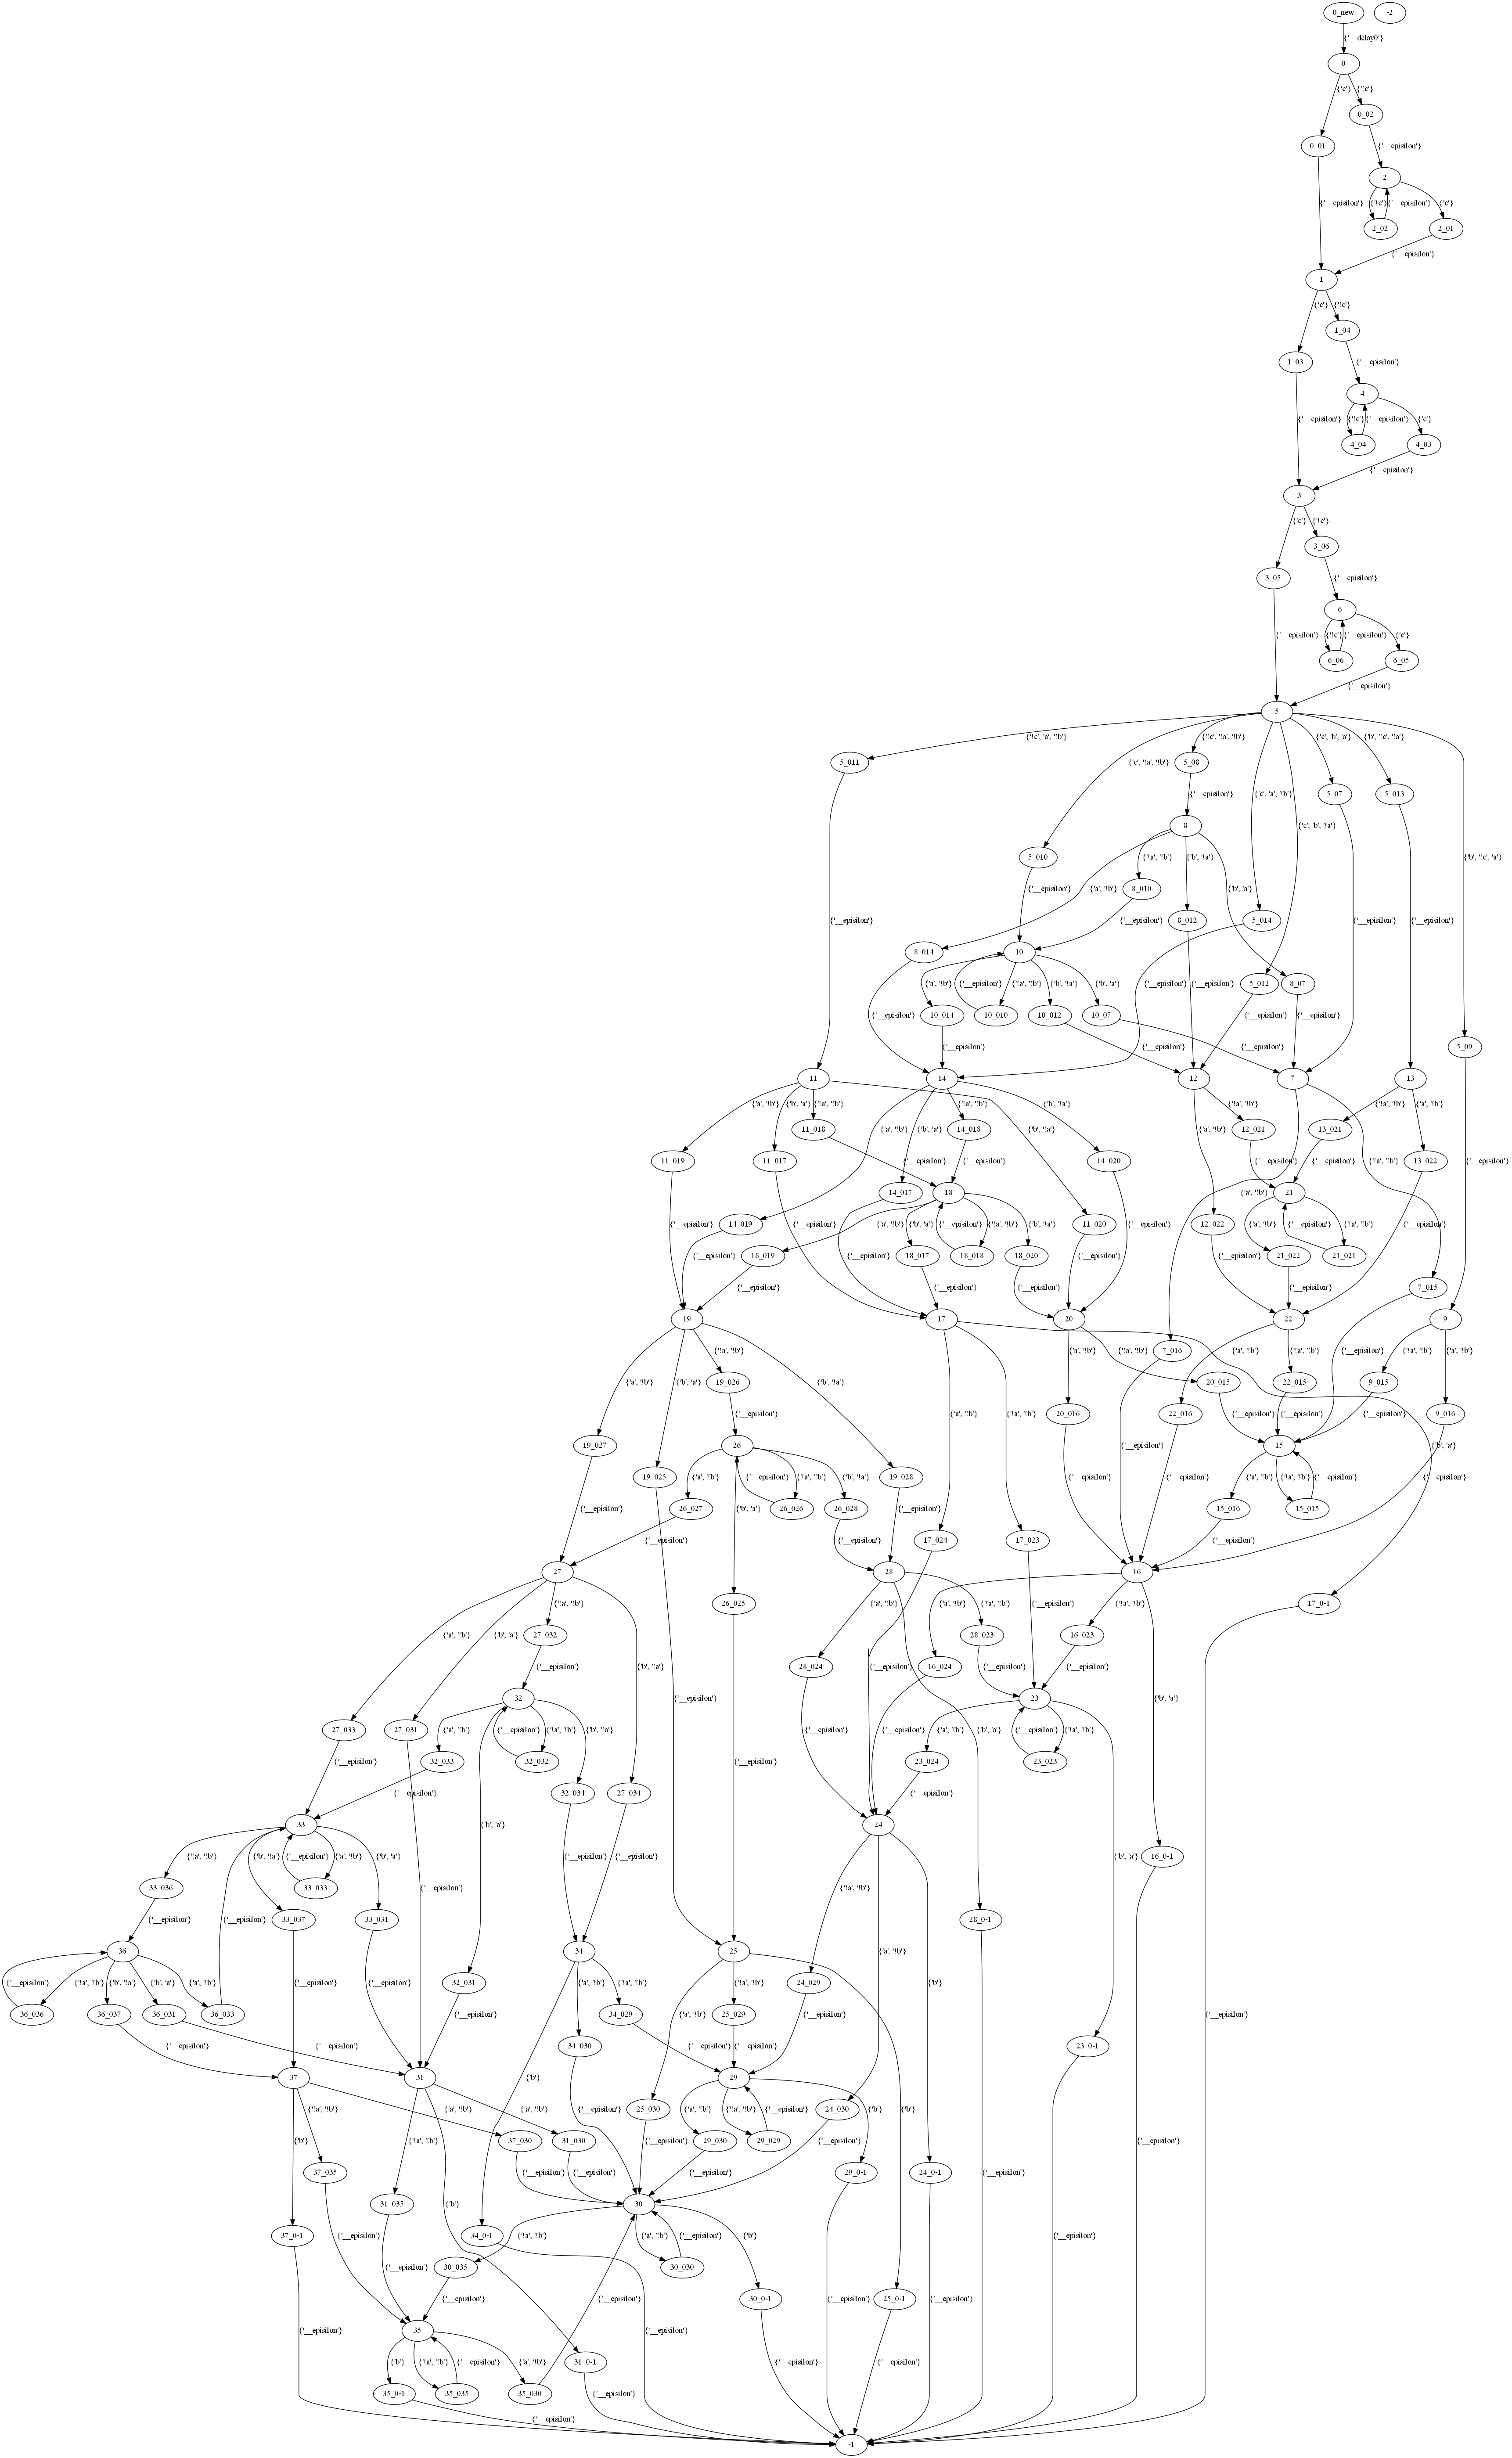 0_new -2
{'__delay0'}
0
{'c'} {'!c'}
0_02
0_01 {'__epsilon'}
2
{'__epsilon'} {'!c'} {'__epsilon'} {'c'}
2_02 2_01
{'__epsilon'}
1
{'c'} {'!c'}
1_04
1_03 {'__epsilon'}
4
{'__epsilon'} {'!c'} {'__epsilon'} {'c'}
4_04 4_03
{'__epsilon'}
3
{'c'} {'!c'}
3_06
3_05 {'__epsilon'}
6
{'__epsilon'} {'!c'} {'__epsilon'} {'c'}
6_06 6_05
{'__epsilon'}
5
{'!c', 'a', '!b'} {'!c', '!a', '!b'} {'c', 'b', 'a'} {'b', '!c', '!a'}
5_011 {'c', '!a', '!b'} 5_08
{'__epsilon'} {'c', 'a', '!b'} 5_07 5_013
8 {'c', 'b', '!a'}
5_010 {'!a', '!b'} {'b', '!a'} {'b', '!c', 'a'}
{'__epsilon'} {'a', '!b'} 8_010 {'b', 'a'}
{'__epsilon'} {'__epsilon'} 8_012 5_014 {'__epsilon'} {'__epsilon'}
8_014 10
{'a', '!b'} {'__epsilon'} {'!a', '!b'} {'b', '!a'} {'b', 'a'} {'__epsilon'} {'__epsilon'} 5_012 8_07
{'__epsilon'} 10_014 10_010 10_012 10_07 {'__epsilon'} {'__epsilon'}
{'__epsilon'} {'__epsilon'} {'__epsilon'} 5_09
11 14 12 7 13
{'a', '!b'} {'b', 'a'} {'!a', '!b'} {'!a', '!b'} {'b', '!a'} {'!a', '!b'} {'!a', '!b'} {'a', '!b'}
11_018 {'a', '!b'} {'b', 'a'} 14_018 {'b', '!a'} {'a', '!b'} 12_021 13_021
11_019 11_017 {'__epsilon'} {'__epsilon'} 14_020 {'__epsilon'} {'__epsilon'} {'!a', '!b'} 13_022 {'__epsilon'}
14_017 18 {'a', '!b'} 21
{'__epsilon'} 14_019 {'__epsilon'} {'a', '!b'} {'b', 'a'} {'__epsilon'} {'!a', '!b'} {'b', '!a'} 11_020 {'__epsilon'} 12_022 {'a', '!b'} {'__epsilon'} {'!a', '!b'} {'__epsilon'}
{'__epsilon'} 18_019 {'__epsilon'} 18_017 18_018 18_020 {'__epsilon'} {'__epsilon'} 21_022 21_021
{'__epsilon'} {'__epsilon'} {'__epsilon'} {'__epsilon'} 7_015
19 17 20 22 9
{'!a', '!b'} {'a', '!b'} {'!a', '!b'} 7_016 {'a', '!b'} {'!a', '!b'} {'__epsilon'} {'!a', '!b'} {'a', '!b'}
{'a', '!b'} {'b', 'a'} 19_026 {'b', '!a'} 20_015 22_015 9_015
{'__epsilon'} 20_016 {'__epsilon'} 22_016 {'__epsilon'} {'__epsilon'} {'__epsilon'} 9_016
19_027 26 {'a', '!b'} {'!a', '!b'} 15 {'b', 'a'}
19_025 {'a', '!b'} {'__epsilon'} {'!a', '!b'} {'b', '!a'} 19_028 {'__epsilon'} {'__epsilon'} {'a', '!b'} {'!a', '!b'} {'__epsilon'} {'__epsilon'}
{'__epsilon'} 26_027 {'b', 'a'} 26_026 26_028 {'__epsilon'} 15_016 15_015
{'__epsilon'} {'__epsilon'} 17_024 17_023 {'__epsilon'}
27 28 16
{'!a', '!b'} 26_025 {'a', '!b'} {'!a', '!b'} {'__epsilon'} {'a', '!b'} {'!a', '!b'} 17_0-1
{'a', '!b'} {'b', 'a'} 27_032 28_023 16_023
{'__epsilon'} {'b', '!a'} 28_024 {'__epsilon'} 16_024 {'__epsilon'} {'__epsilon'}
32 {'__epsilon'} 23 {'b', 'a'}
27_033 27_031 {'a', '!b'} {'__epsilon'} {'!a', '!b'} {'b', '!a'} {'__epsilon'} {'__epsilon'} {'b', 'a'} {'a', '!b'} {'__epsilon'} {'!a', '!b'}
{'__epsilon'} 32_033 32_032 {'__epsilon'} 23_024 23_023
{'__epsilon'} 32_034 27_034 {'__epsilon'}
33 {'b', 'a'} 24
{'!a', '!b'} {'b', '!a'} {'__epsilon'} {'a', '!b'} {'b', 'a'} {'__epsilon'} {'__epsilon'} {'b', 'a'} 16_0-1
33_036 33_033 {'__epsilon'} {'!a', '!b'}
{'__epsilon'} 33_037 33_031 28_0-1
36 34 25 {'a', '!b'}
{'__epsilon'} {'!a', '!b'} {'b', '!a'} {'b', 'a'} {'a', '!b'} {'__epsilon'} {'__epsilon'} 32_031 {'a', '!b'} {'!a', '!b'} {'!a', '!b'} 24_029 {'b'}
36_036 36_037 36_031 36_033 {'__epsilon'} 34_029 {'a', '!b'} 25_029 {'__epsilon'} {'__epsilon'}
{'__epsilon'} {'__epsilon'} 34_030 {'__epsilon'} {'__epsilon'} 23_0-1
37 31 {'b'} 29
{'!a', '!b'} {'a', '!b'} {'a', '!b'} {'__epsilon'} 25_030 {'a', '!b'} {'!a', '!b'} {'__epsilon'} {'b'} 24_030 {'b'}
{'b'} {'!a', '!b'} 37_030 31_030 {'__epsilon'} 29_030 29_029 {'__epsilon'} {'__epsilon'}
37_035 {'__epsilon'} {'__epsilon'} {'__epsilon'} 29_0-1 24_0-1 {'__epsilon'}
31_035 {'b'} 30
37_0-1 {'__epsilon'} 34_0-1 {'!a', '!b'} {'a', '!b'} {'__epsilon'} {'b'} {'__epsilon'}
{'__epsilon'} 30_035 30_030
{'__epsilon'} {'__epsilon'} 30_0-1 {'__epsilon'} 25_0-1 {'__epsilon'}
{'__epsilon'} 35 {'__epsilon'}
{'b'} {'!a', '!b'} {'__epsilon'} {'a', '!b'} 31_0-1 {'__epsilon'} {'__epsilon'}
35_0-1 35_035 35_030 {'__epsilon'}
{'__epsilon'}
-1